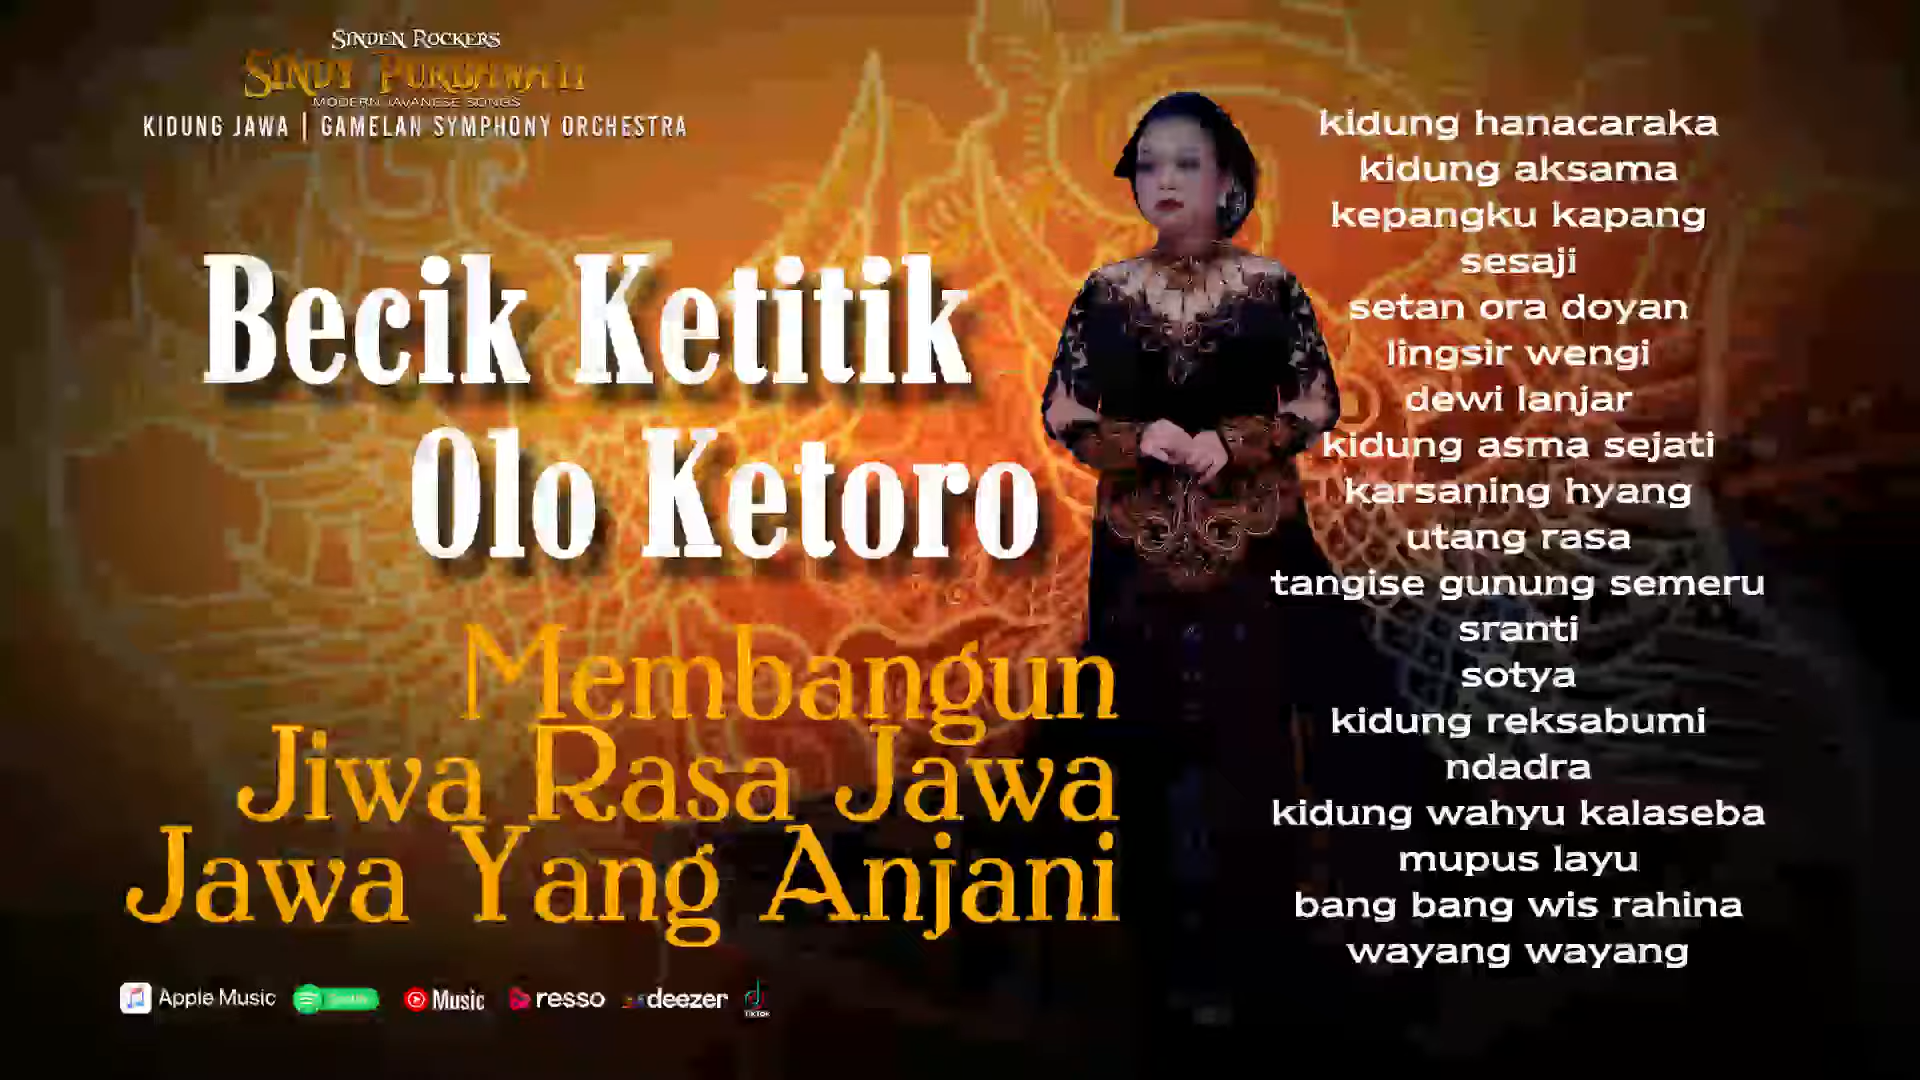 SINDEN ROCKERS
SINDY PURBAWATI
MODERN JAVANESE SONGS
KIDUNG JAWA | GAMELAN SYMPHONY ORCHESTRA
Becik Ketitik
Olo Ketoro
Membangun
Jiwa Rasa Jawa
Jawa Yang Anjani
kidung hanacaraka
kidung aksama
kepangku kapang
sesaji
setan ora doyan
lingsir wengi
dewi lanjar
kidung asma sejati
karsaning hyang
utang rasa
tangise gunung semeru
sranti
sotya
kidung reksabumi
ndadra
kidung wahyu kalaseba
mupus layu
bang bang wis rahina
wayang wayang
Apple Music
Music
resso
deezer
TIKTOK